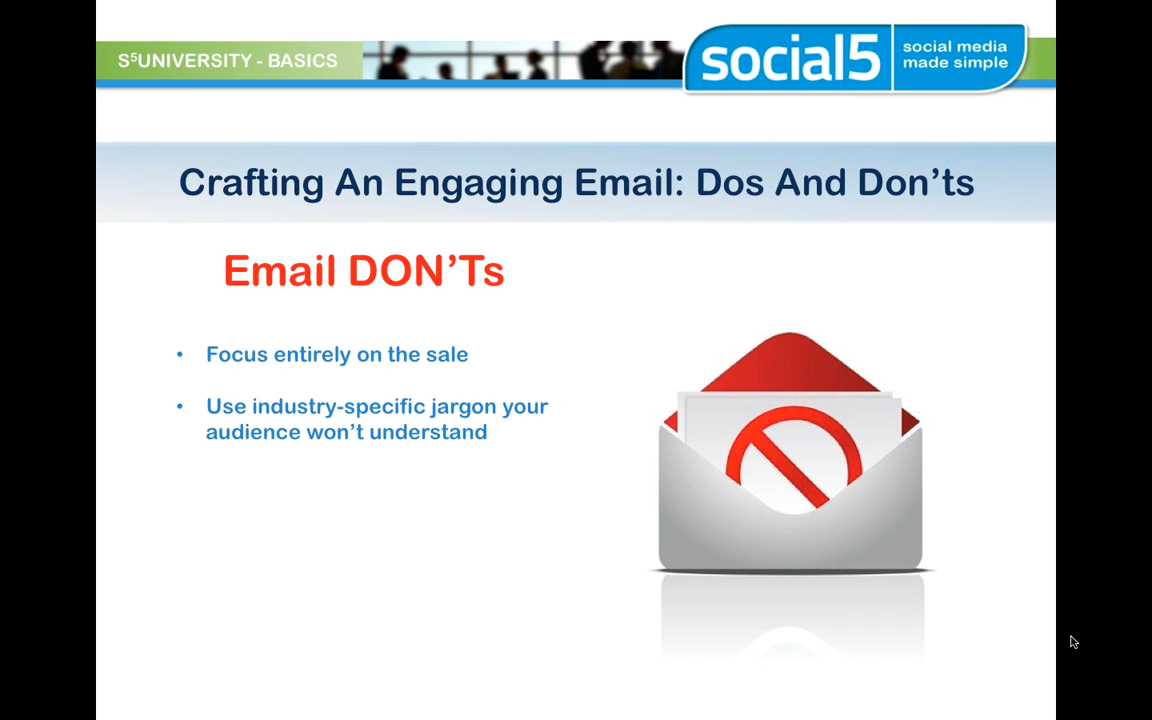 S⁵UNIVERSITY - BASICS
social5
social media
made simple
Crafting An Engaging Email: Dos And Don’ts
Email DON’Ts
• Focus entirely on the sale
• Use industry-specific jargon your
audience won’t understand